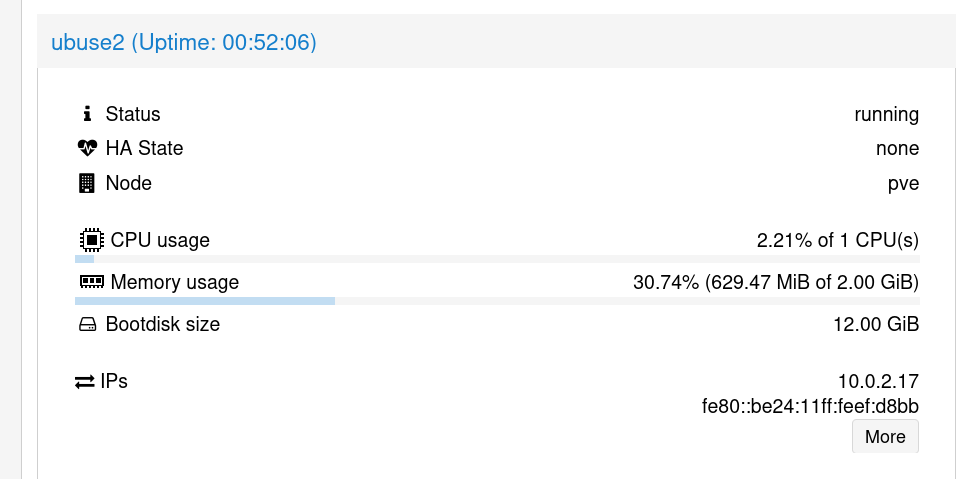 ubuse2 (Uptime: 00:52:06)
Status running
HA State none
Node pve
CPU usage 2.21% of 1 CPU(s)
Memory usage 30.74% (629.47 MiB of 2.00 GiB)
Bootdisk size 12.00 GiB
IPs 10.0.2.17
fe80::be24:11ff:feef:d8bb
More